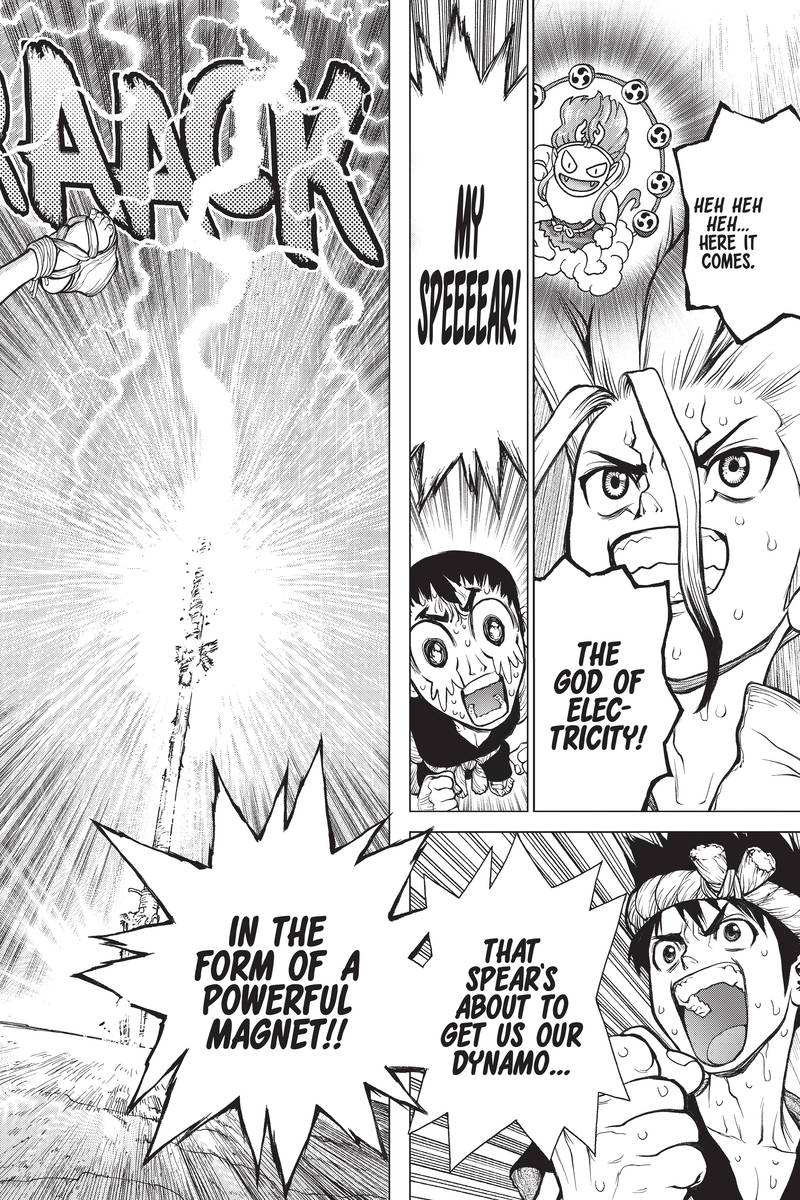 HEH HEH
HEH...
HERE IT
COMES.
THE
GOD OF
ELEC-
TRICITY!
MY
SPEEEEAR!
THAT
SPEAR'S
ABOUT TO
GET US OUR
DYNAMO...
RAACK
IN THE
FORM OF A
POWERFUL
MAGNET!!